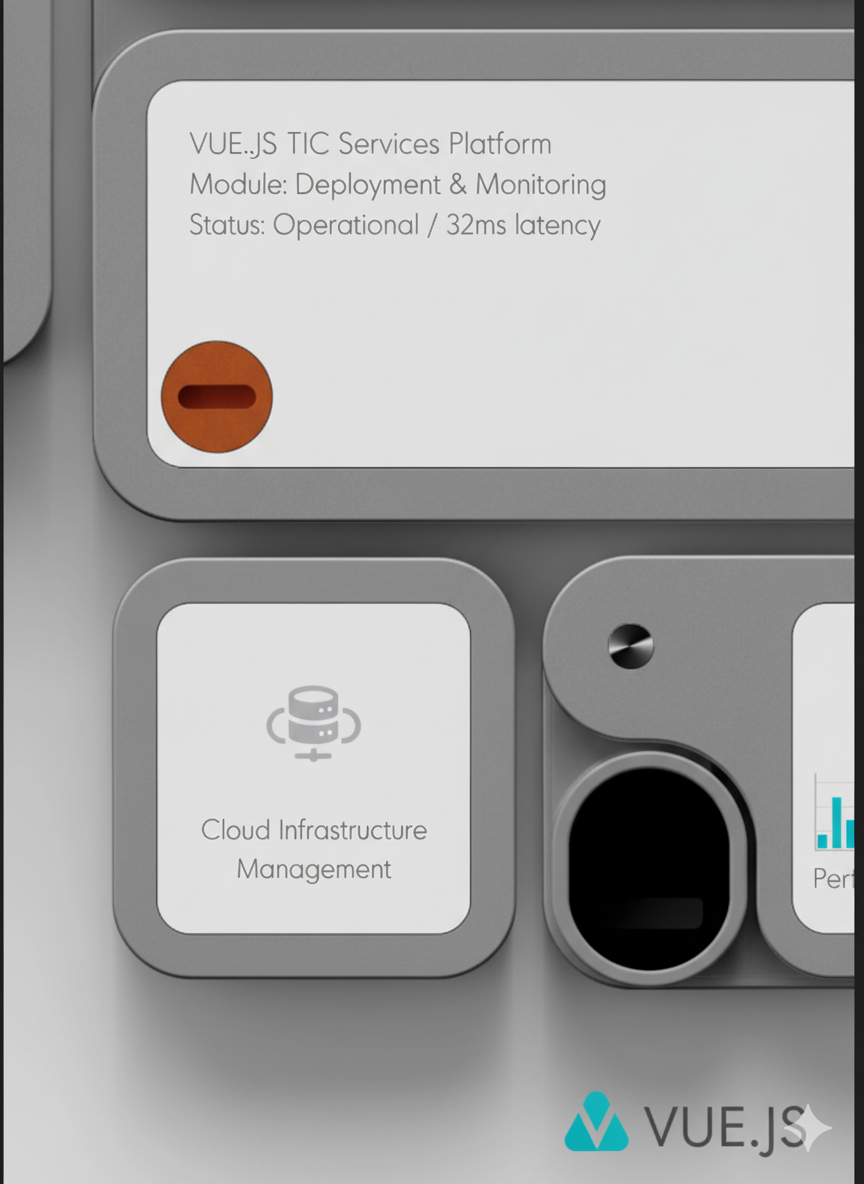 VUE..JS TIC Services Platform
Module: Deployment & Monitoring
Status: Operational / 32ms latency
Cloud Infrastructure
Management
Perf
VUE.JS